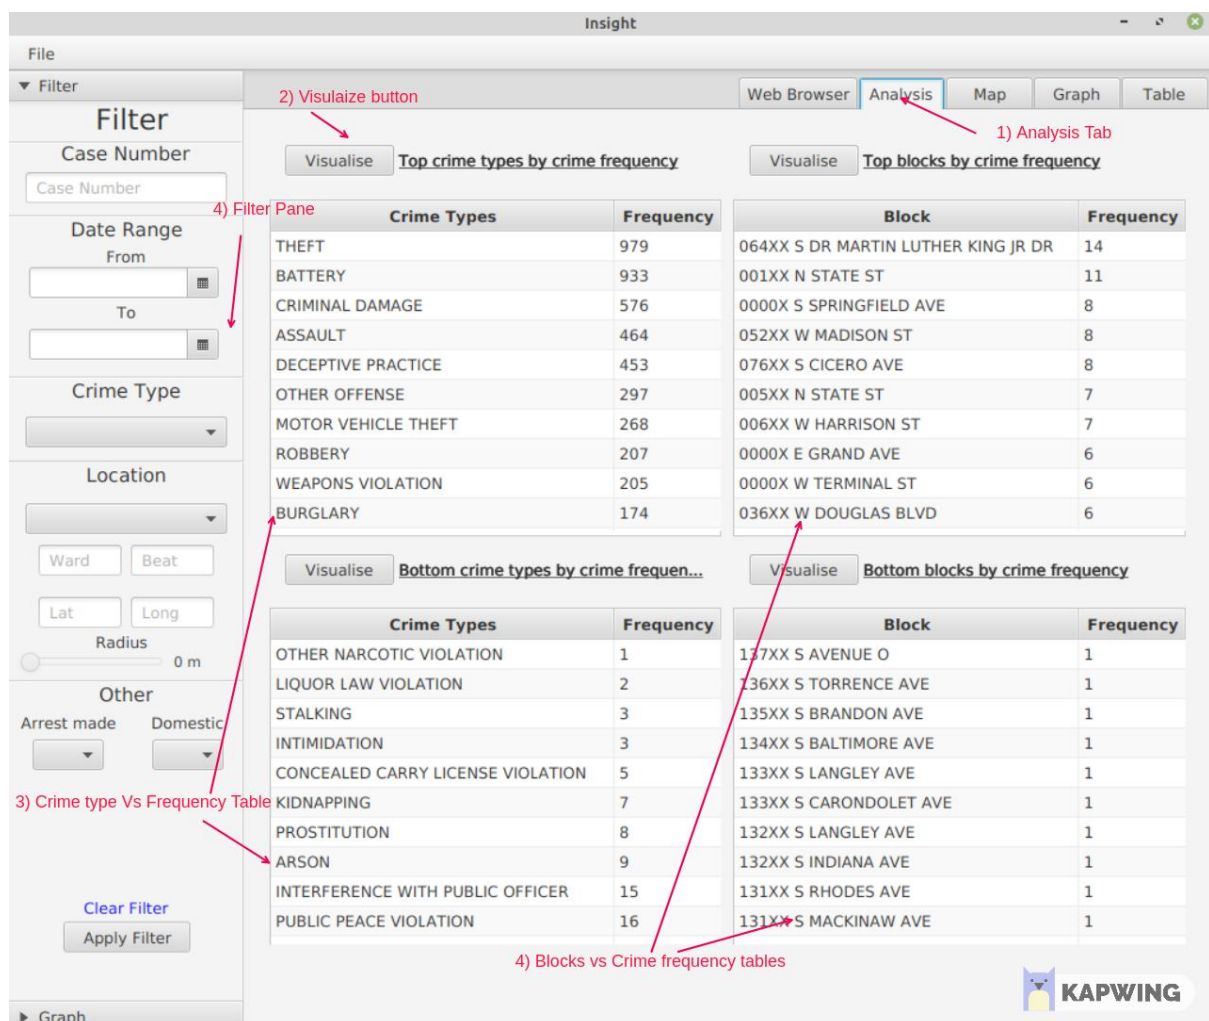 Insight
File
Filter
Filter
Case Number
Case Number
4) Filter Pane
Date Range
From
To
Crime Type
Location
Ward Beat
Lat Long
Radius
0 m
Other
Arrest made Domestic
3) Crime type Vs Frequency Table
Clear Filter
Apply Filter
Graph
Web Browser Analysis Map Graph Table
2) Visulaize button
1) Analysis Tab
Visualise Top crime types by crime frequency
Crime Types Frequency
THEFT 979
BATTERY 933
CRIMINAL DAMAGE 576
ASSAULT 464
DECEPTIVE PRACTICE 453
OTHER OFFENSE 297
MOTOR VEHICLE THEFT 268
ROBBERY 207
WEAPONS VIOLATION 205
BURGLARY 174
Visualise Top blocks by crime frequency
Block Frequency
064XX S DR MARTIN LUTHER KING JR DR 14
001XX N STATE ST 11
0000X S SPRINGFIELD AVE 8
052XX W MADISON ST 8
076XX S CICERO AVE 8
005XX N STATE ST 7
006XX W HARRISON ST 7
0000X E GRAND AVE 6
0000X W TERMINAL ST 6
036XX W DOUGLAS BLVD 6
Visualise Bottom crime types by crime frequen...
Crime Types Frequency
OTHER NARCOTIC VIOLATION 1
LIQUOR LAW VIOLATION 2
STALKING 3
INTIMIDATION 3
CONCEALED CARRY LICENSE VIOLATION 5
KIDNAPPING 7
PROSTITUTION 8
ARSON 9
INTERFERENCE WITH PUBLIC OFFICER 15
PUBLIC PEACE VIOLATION 16
Visualise Bottom blocks by crime frequency
Block Frequency
137XX S AVENUE O 1
136XX S TORRENCE AVE 1
135XX S BRANDON AVE 1
134XX S BALTIMORE AVE 1
133XX S LANGLEY AVE 1
133XX S CARONDOLET AVE 1
132XX S LANGLEY AVE 1
132XX S INDIANA AVE 1
131XX S RHODES AVE 1
131XX S MACKINAW AVE 1
4) Blocks vs Crime frequency tables
KAPWING